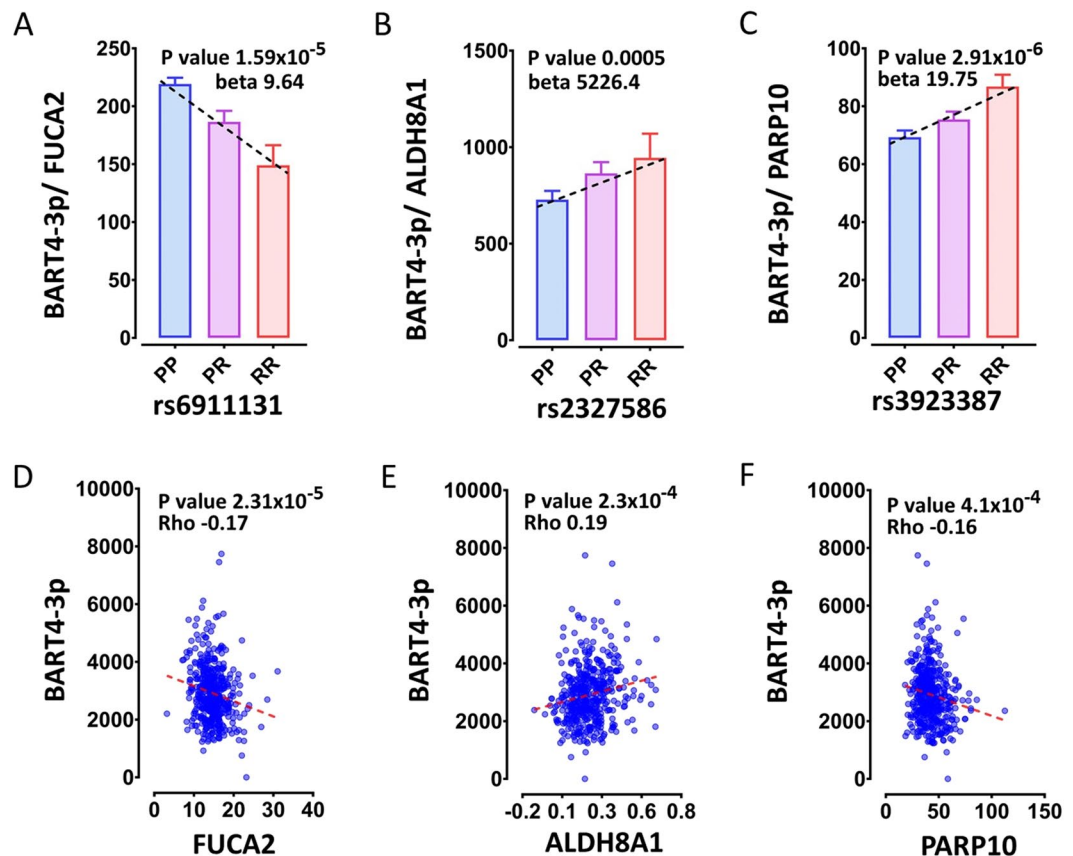 A
P value 1.59x10-5
beta 9.64
BART4-3p/ FUCA2
250
200
150
100
50
0
PP
PR
RR
rs6911131
B
P value 0.0005
beta 5226.4
BART4-3p/ ALDH8A1
1500
1000
500
0
PP
PR
RR
rs2327586
C
P value 2.91x10-6
beta 19.75
BART4-3p/ PARP10
100
80
60
40
20
0
PP
PR
RR
rs3923387
D
P value 2.31x10-5
Rho -0.17
BART4-3p
10000
8000
6000
4000
2000
0
0 10 20 30 40
FUCA2
E
P value 2.3x10-4
Rho 0.19
BART4-3p
10000
8000
6000
4000
2000
0
-0.2 0.1 0.3 0.6 0.8
ALDH8A1
F
P value 4.1x10-4
Rho -0.16
BART4-3p
10000
8000
6000
4000
2000
0
0 50 100 150
PARP10